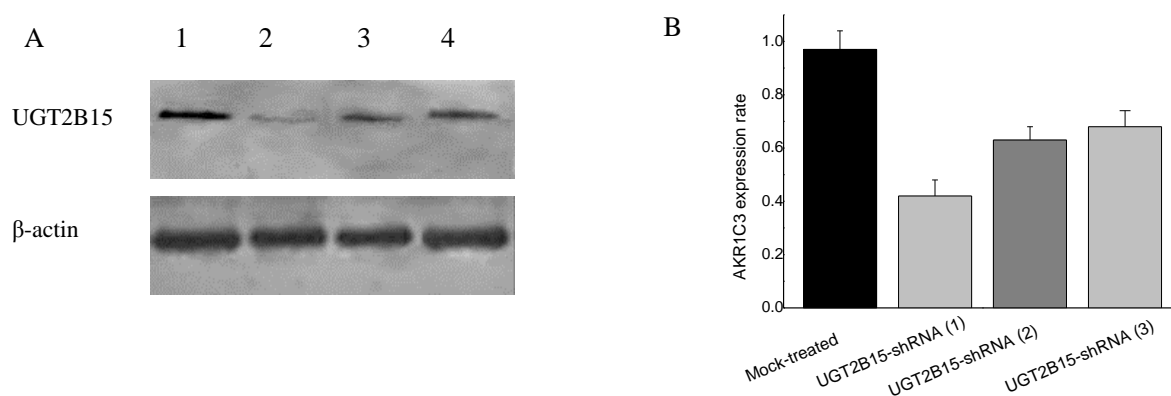 A
1 2 3 4
UGT2B15
β-actin
B
AKR1C3 expression rate
1.0
0.8
0.6
0.4
0.2
0.0
Mock-treated
UGT2B15-shRNA (1)
UGT2B15-shRNA (2)
UGT2B15-shRNA (3)